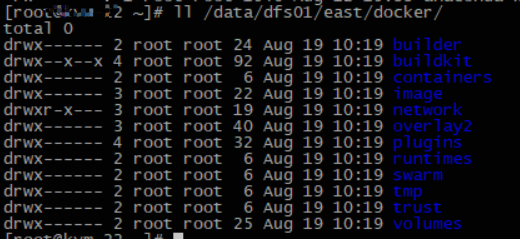 [root@kvm-22 ~]# ll /data/dfs01/east/docker/
total 0
drwx------ 2 root root 24 Aug 19 10:19 builder
drwx--x--x 4 root root 92 Aug 19 10:19 buildkit
drwx------ 2 root root 6 Aug 19 10:19 containers
drwx------ 3 root root 22 Aug 19 10:19 image
drwxr-x--- 3 root root 19 Aug 19 10:19 network
drwx------ 3 root root 40 Aug 19 10:19 overlay2
drwx------ 4 root root 32 Aug 19 10:19 plugins
drwx------ 2 root root 6 Aug 19 10:19 runtimes
drwx------ 2 root root 6 Aug 19 10:19 swarm
drwx------ 2 root root 6 Aug 19 10:19 tmp
drwx------ 2 root root 6 Aug 19 10:19 trust
drwx------ 2 root root 25 Aug 19 10:19 volumes